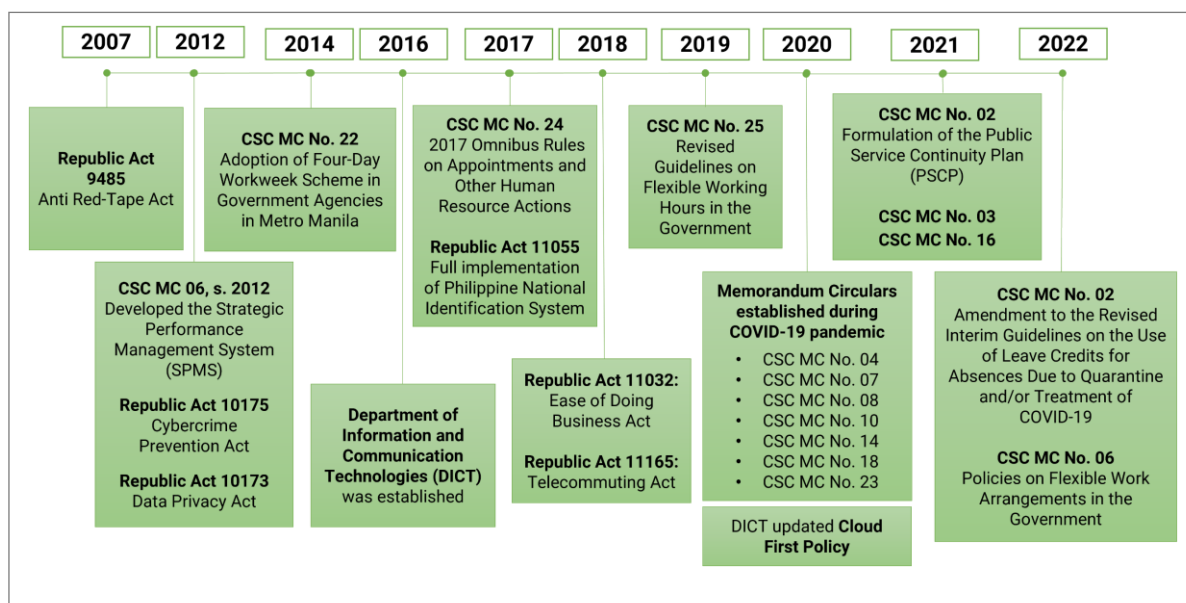 2007
2012
2014
2016
2017
2018
2019
2020
2021
2022
Republic Act
9485
Anti Red-Tape Act
CSC MC 06, s. 2012
Developed the Strategic
Performance
Management System
(SPMS)
Republic Act 10175
Cybercrime
Prevention Act
Republic Act 10173
Data Privacy Act
CSC MC No. 22
Adoption of Four-Day
Workweek Scheme in
Government Agencies
in Metro Manila
Department of
Information and
Communication
Technologies (DICT)
was established
CSC MC No. 24
2017 Omnibus Rules
on Appointments and
Other Human
Resource Actions
Republic Act 11055
Full implementation
of Philippine National
Identification System
Republic Act 11032:
Ease of Doing
Business Act
Republic Act 11165:
Telecommuting Act
CSC MC No. 25
Revised
Guidelines on
Flexible Working
Hours in the
Government
Memorandum Circulars
established during
COVID-19 pandemic
• CSC MC No. 04
• CSC MC No. 07
• CSC MC No. 08
• CSC MC No. 10
• CSC MC No. 14
• CSC MC No. 18
• CSC MC No. 23
DICT updated Cloud
First Policy
CSC MC No. 02
Formulation of the Public
Service Continuity Plan
(PSCP)
CSC MC No. 03
CSC MC No. 16
CSC MC No. 02
Amendment to the Revised
Interim Guidelines on the Use
of Leave Credits for
Absences Due to Quarantine
and/or Treatment of
COVID-19
CSC MC No. 06
Policies on Flexible Work
Arrangements in the
Government